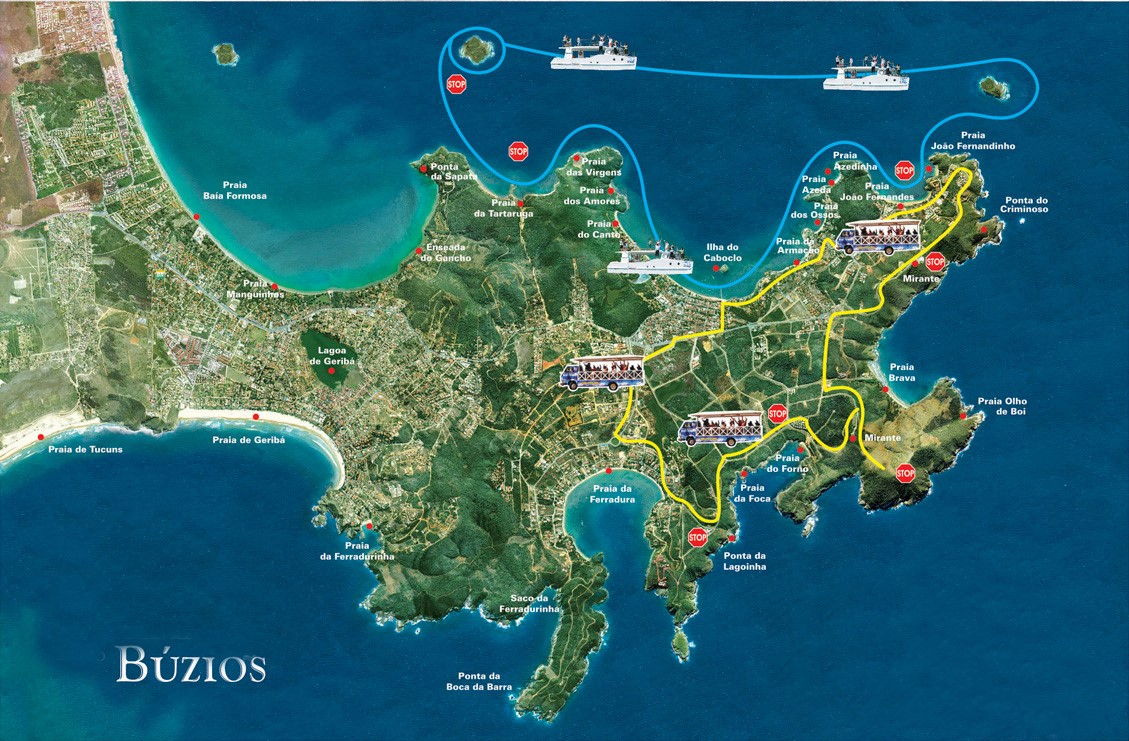 STOP
STOP
STOP
Praia
João Fernandinho
Praia
Azedinha
Praia
Azeda
Praia
João Fernandes
Praia
dos Ossos
Ponta do
Criminoso
Ponta
da Sapata
Praia
das Virgens
Praia
dos Amores
Praia
da Tartaruga
Praia
do Canto
Praia
Baia Formosa
Enseada
do Gancho
Praia
Manguinhos
Ilha do
Caboclo
Praia da
Armação
STOP
Mirante
Lagoa
de Geribá
Praia
Brava
Praia Olho
de Boi
STOP
Mirante
Praia de Tucuns
Praia de Geribá
Praia
do Forno
STOP
Praia da
Ferradura
Praia
da Foca
STOP
Praia
da Ferradurinha
Ponta da
Lagoinha
Saco da
Ferradurinha
BÚZIOS
Ponta da
Boca da Barra